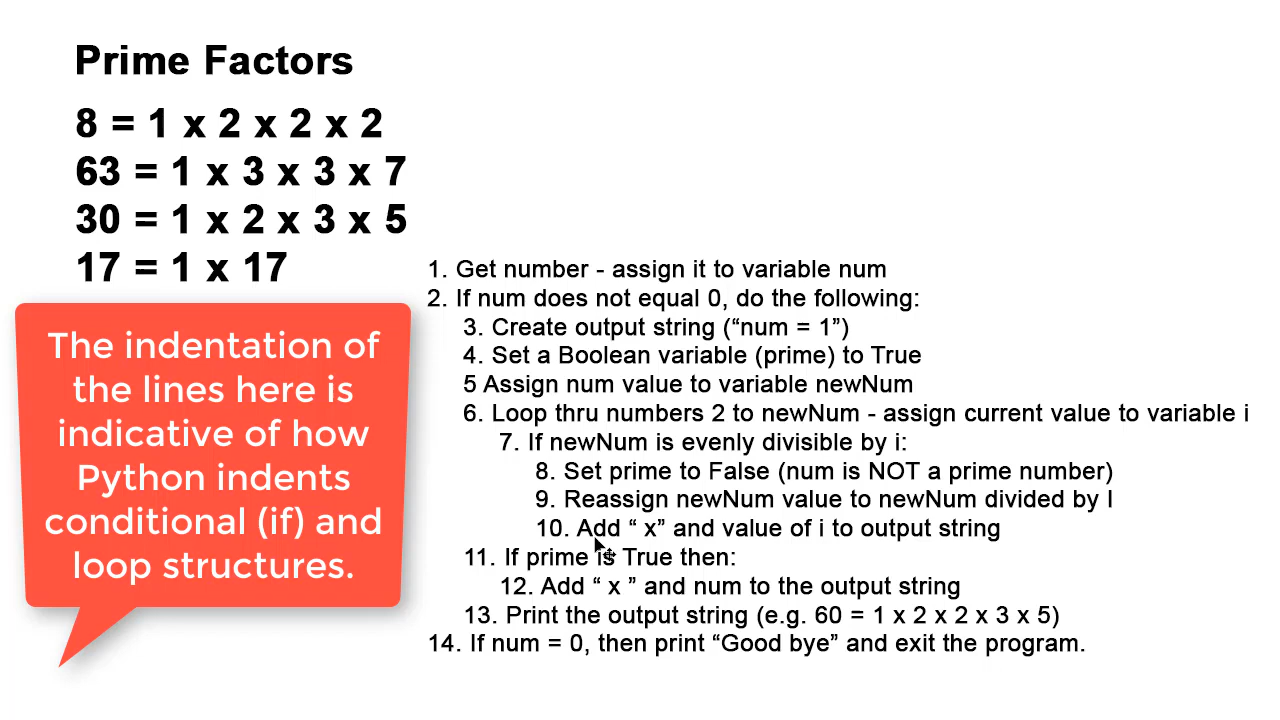 Prime Factors
8 = 1 x 2 x 2 x 2
63 = 1 x 3 x 3 x 7
30 = 1 x 2 x 3 x 5
17 = 1 x 17
The indentation of
the lines here is
indicative of how
Python indents
conditional (if) and
loop structures.
1. Get number - assign it to variable num
2. If num does not equal 0, do the following:
3. Create output string (“num = 1”)
4. Set a Boolean variable (prime) to True
5 Assign num value to variable newNum
6. Loop thru numbers 2 to newNum - assign current value to variable i
7. If newNum is evenly divisible by i:
8. Set prime to False (num is NOT a prime number)
9. Reassign newNum value to newNum divided by I
10. Add “ x” and value of i to output string
11. If prime is True then:
12. Add “ x ” and num to the output string
13. Print the output string (e.g. 60 = 1 x 2 x 2 x 3 x 5)
14. If num = 0, then print “Good bye” and exit the program.